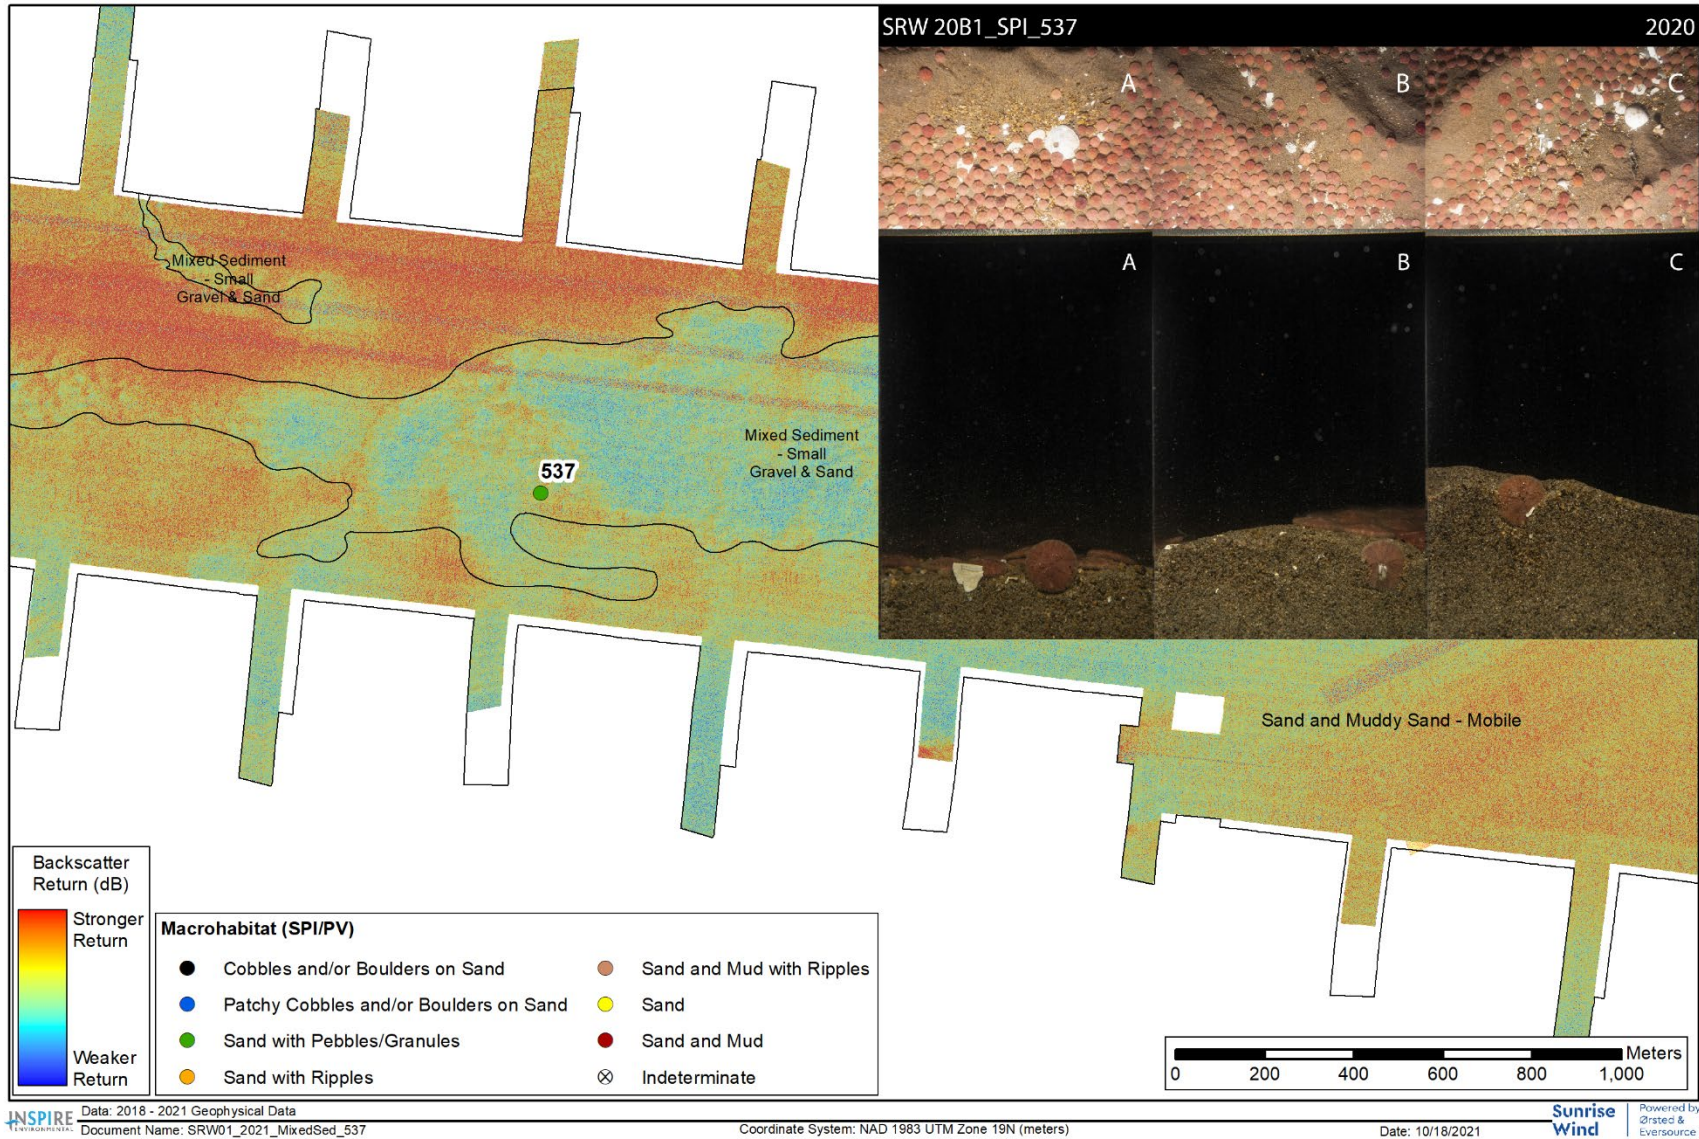 SRW 20B1_SPI_537
2020
A
B
C
A
B
C
Mixed Sediment
- Small
Gravel & Sand
Mixed Sediment
- Small
Gravel & Sand
537
Sand and Muddy Sand - Mobile
Backscatter
Return (dB)
Stronger
Return
Weaker
Return
Macrohabitat (SPI/PV)
Cobbles and/or Boulders on Sand
Patchy Cobbles and/or Boulders on Sand
Sand with Pebbles/Granules
Sand with Ripples
Sand and Mud with Ripples
Sand
Sand and Mud
Indeterminate
Meters
0 200 400 600 800 1,000
INSPIRE
ENVIRONMENTAL
Data: 2018 - 2021 Geophysical Data
Document Name: SRW01_2021_MixedSed_537
Coordinate System: NAD 1983 UTM Zone 19N (meters)
Date: 10/18/2021
Sunrise
Wind
Powered by
Ørsted &
Eversource